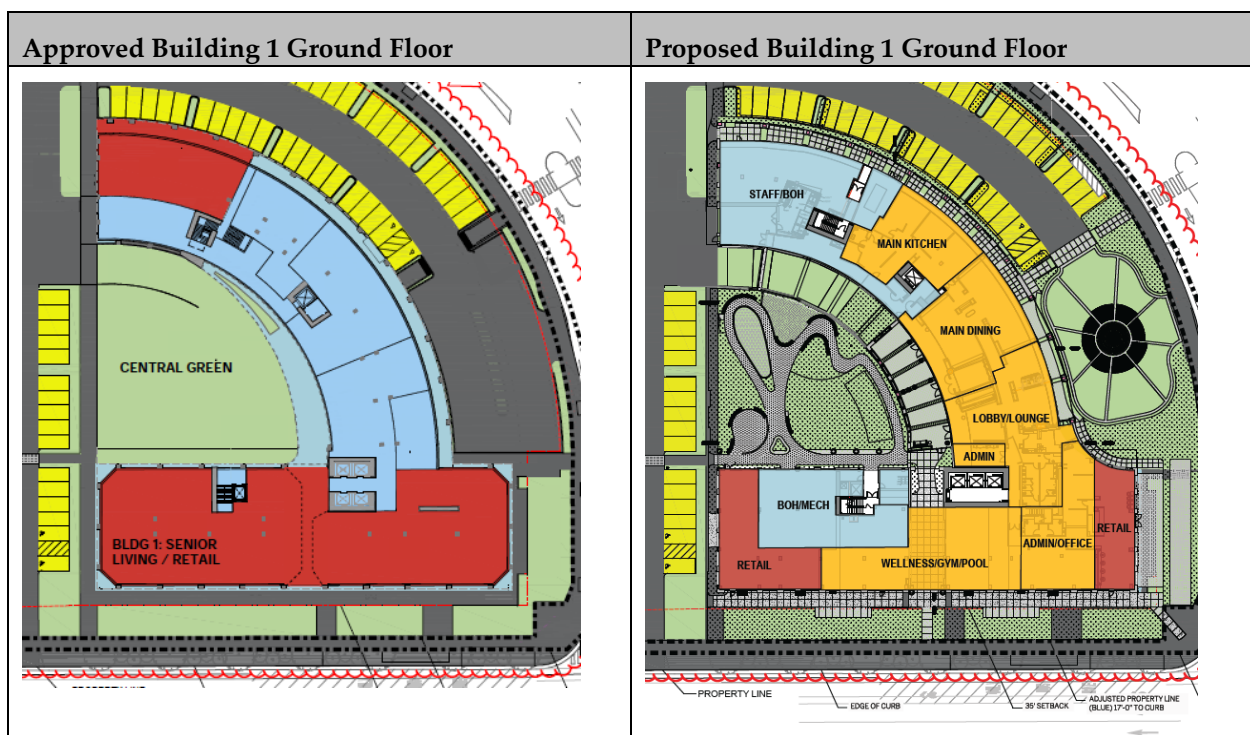 Approved Building 1 Ground Floor
Proposed Building 1 Ground Floor
CENTRAL GREEN
BLDG 1: SENIOR
LIVING / RETAIL
STAFF/BOH
MAIN KITCHEN
MAIN DINING
LOBBY/LOUNGE
ADMIN
BOH/MECH
RETAIL
ADMIN/OFFICE
RETAIL
WELLNESS/GYM/POOL
PROPERTY LINE
EDGE OF CURB
35' SETBACK
ADJUSTED PROPERTY LINE
(BLUE) 17'-0" TO CURB